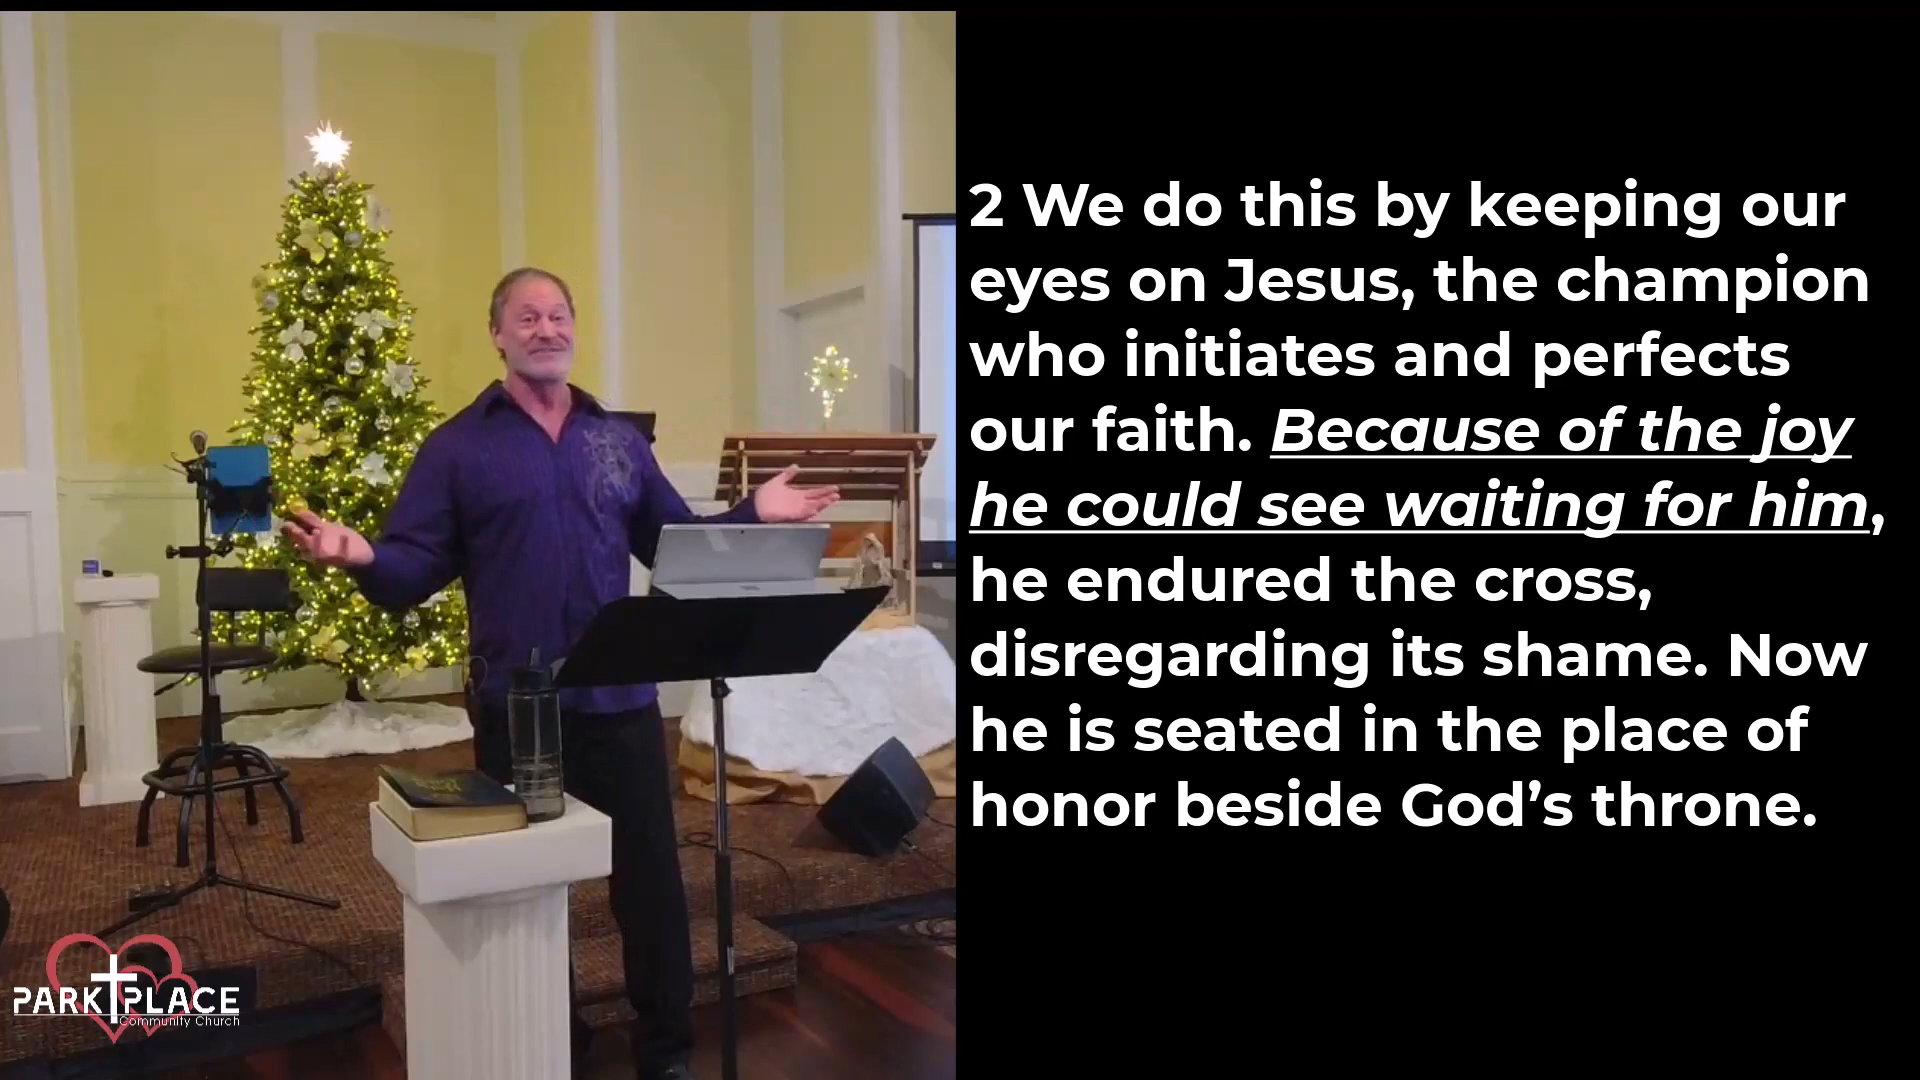 2 We do this by keeping our
eyes on Jesus, the champion
who initiates and perfects
our faith. Because of the joy
he could see waiting for him,
he endured the cross,
disregarding its shame. Now
he is seated in the place of
honor beside God’s throne.
PARK PLACE
Community Church